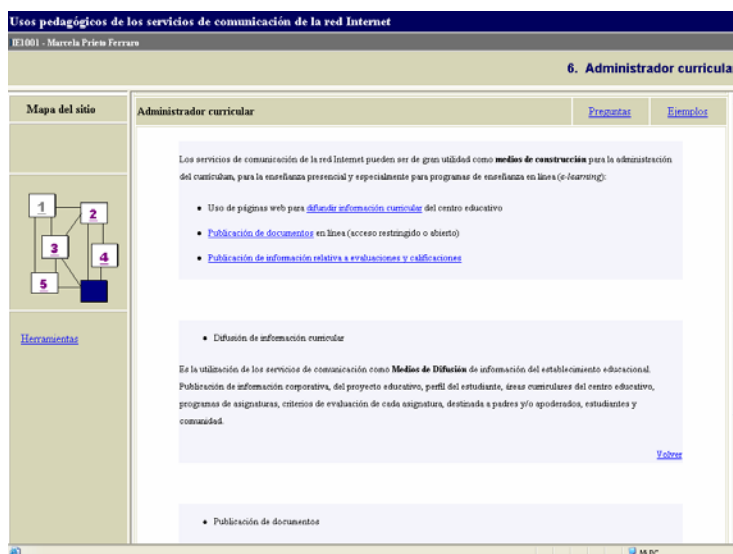 Usos pedagógicos de los servicios de comunicación de la red Internet
IE1001 - Marcela Prieto Ferraro
6. Administrador curricula
Mapa del sitio
Administrador curricular
Preguntas
Ejemplos
Los servicios de comunicación de la red Internet pueden ser de gran utilidad como medios de construcción para la administración
del currículum, para la enseñanza presencial y especialmente para programas de enseñanza en línea (e-learning):
• Uso de páginas web para difundir información curricular del centro educativo
• Publicación de documentos en línea (acceso restringido o abierto)
• Publicación de información relativa a evaluaciones y calificaciones
1
2
3
4
5
Herramientas
• Difusión de información curricular
Es la utilización de los servicios de comunicación como Medios de Difusión de información del establecimiento educacional.
Publicación de información corporativa, del proyecto educativo, perfil del estudiante, áreas curriculares del centro educativo,
programas de asignaturas, criterios de evaluación de cada asignatura, destinada a padres y/o apoderados, estudiantes y
comunidad.
Volver
• Publicación de documentos
Mi PC